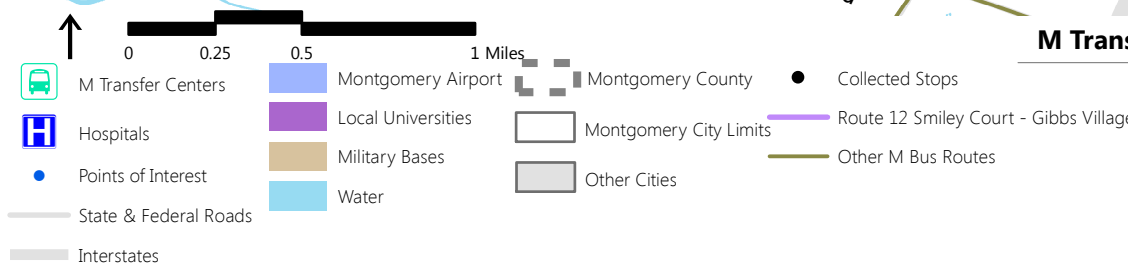 0 0.25 0.5 1 Miles
M Trans
M Transfer Centers
Hospitals
Points of Interest
State & Federal Roads
Interstates
Montgomery Airport
Local Universities
Military Bases
Water
Montgomery County
Montgomery City Limits
Other Cities
Collected Stops
Route 12 Smiley Court - Gibbs Village
Other M Bus Routes